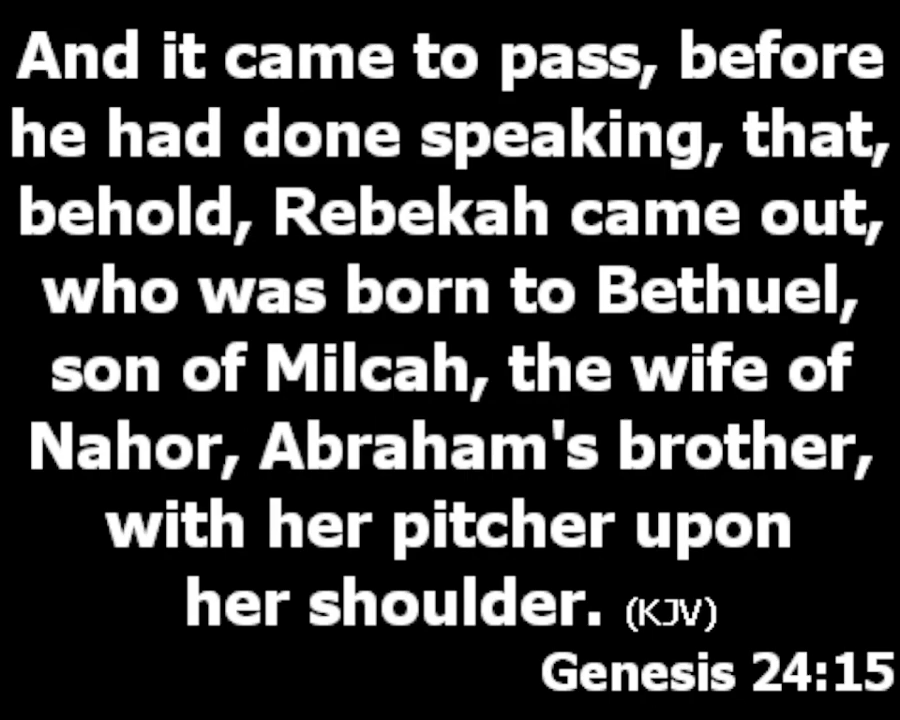 And it came to pass, before
he had done speaking, that,
behold, Rebekah came out,
who was born to Bethuel,
son of Milcah, the wife of
Nahor, Abraham's brother,
with her pitcher upon
her shoulder. (KJV)
Genesis 24:15